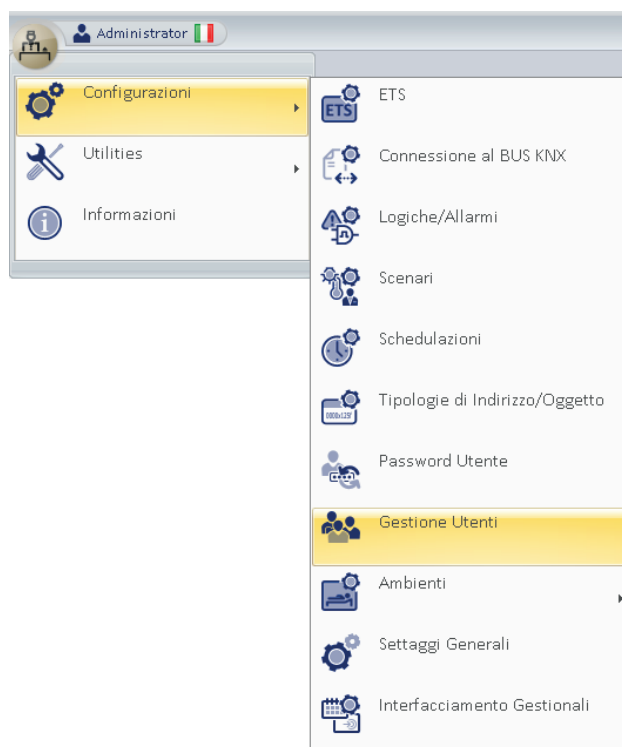 Administrator
Configurazioni
Utilities
Informazioni
ETS
ETS
Connessione al BUS KNX
Logiche/Allarmi
Scenari
Schedulazioni
Tipologie di Indirizzo/Oggetto
Password Utente
Gestione Utenti
Ambienti
Settaggi Generali
Interfacciamento Gestionali